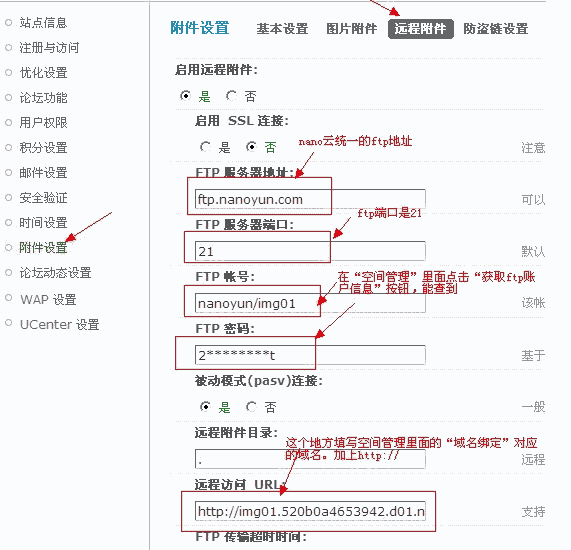 站点信息
注册与访问
优化设置
论坛功能
用户权限
积分设置
邮件设置
安全验证
时间设置
附件设置
论坛动态设置
WAP 设置
UCenter 设置
附件设置 基本设置 图片附件 远程附件 防盗链设置
启用远程附件:
是 否
启用 SSL 连接:
是 否 注意
nano云统一的ftp地址
FTP 服务器地址:
ftp.nanoyun.com 可以
ftp端口是21
FTP 服务器端口:
21 默认
FTP 帐号:
在“空间管理”里面点击“获取ftp账
户信息”按钮，能查到
nanoyun/img01 该帐
FTP 密码:
2********t 基于
被动模式(pasv)连接:
是 否 一般
远程附件目录:
这个地方填写空间管理里面的“域名绑定”对应
的域名。加上http://
. 远程
远程访问 URL:
http://img01.520b0a4653942.d01.n 支持
FTP 传输超时时间: